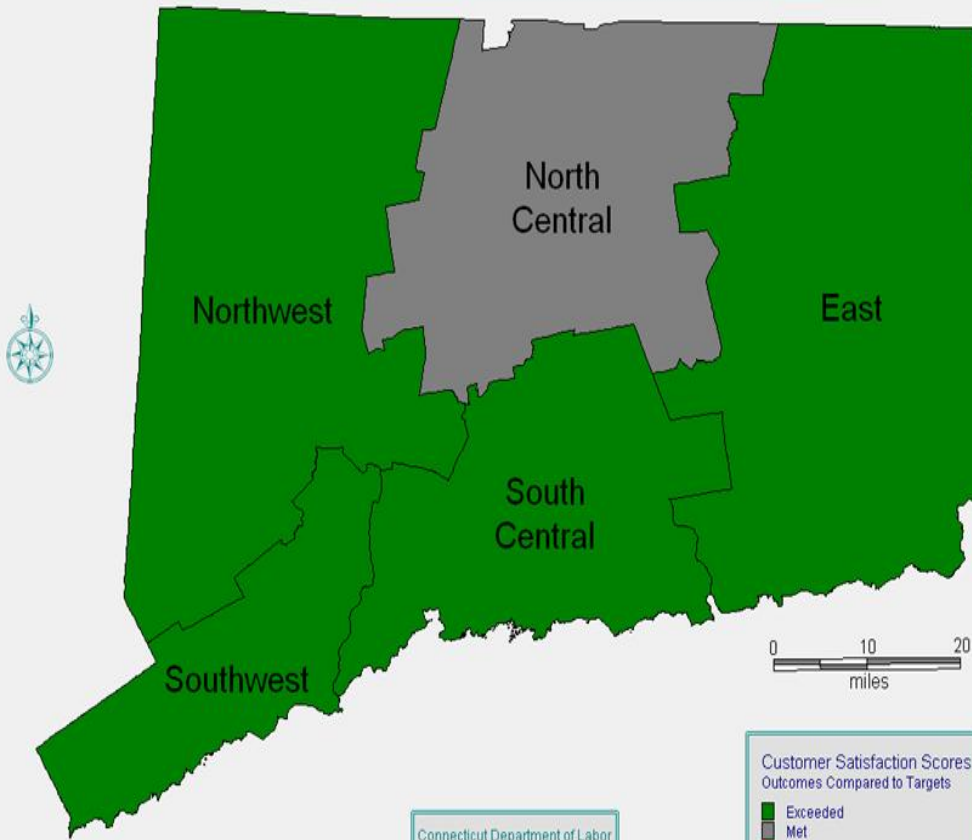 North
Central
Northwest
East
South
Central
Southwest
0 10 20
miles
Customer Satisfaction Scores
Outcomes Compared to Targets
Exceeded
Met
Connecticut Department of Labor